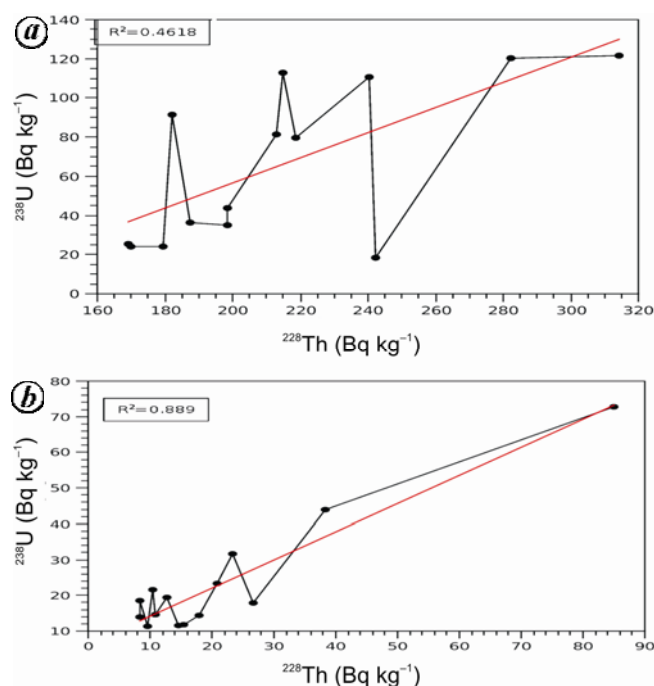 a
R²=0.4618
140
120
100
80
60
40
20
0
²³⁸U (Bq kg⁻¹)
160 180 200 220 240 260 280 300 320
²²⁸Th (Bq kg⁻¹)
b
R²=0.889
80
70
60
50
40
30
20
10
²³⁸U (Bq kg⁻¹)
0 10 20 30 40 50 60 70 80 90
²²⁸Th (Bq kg⁻¹)